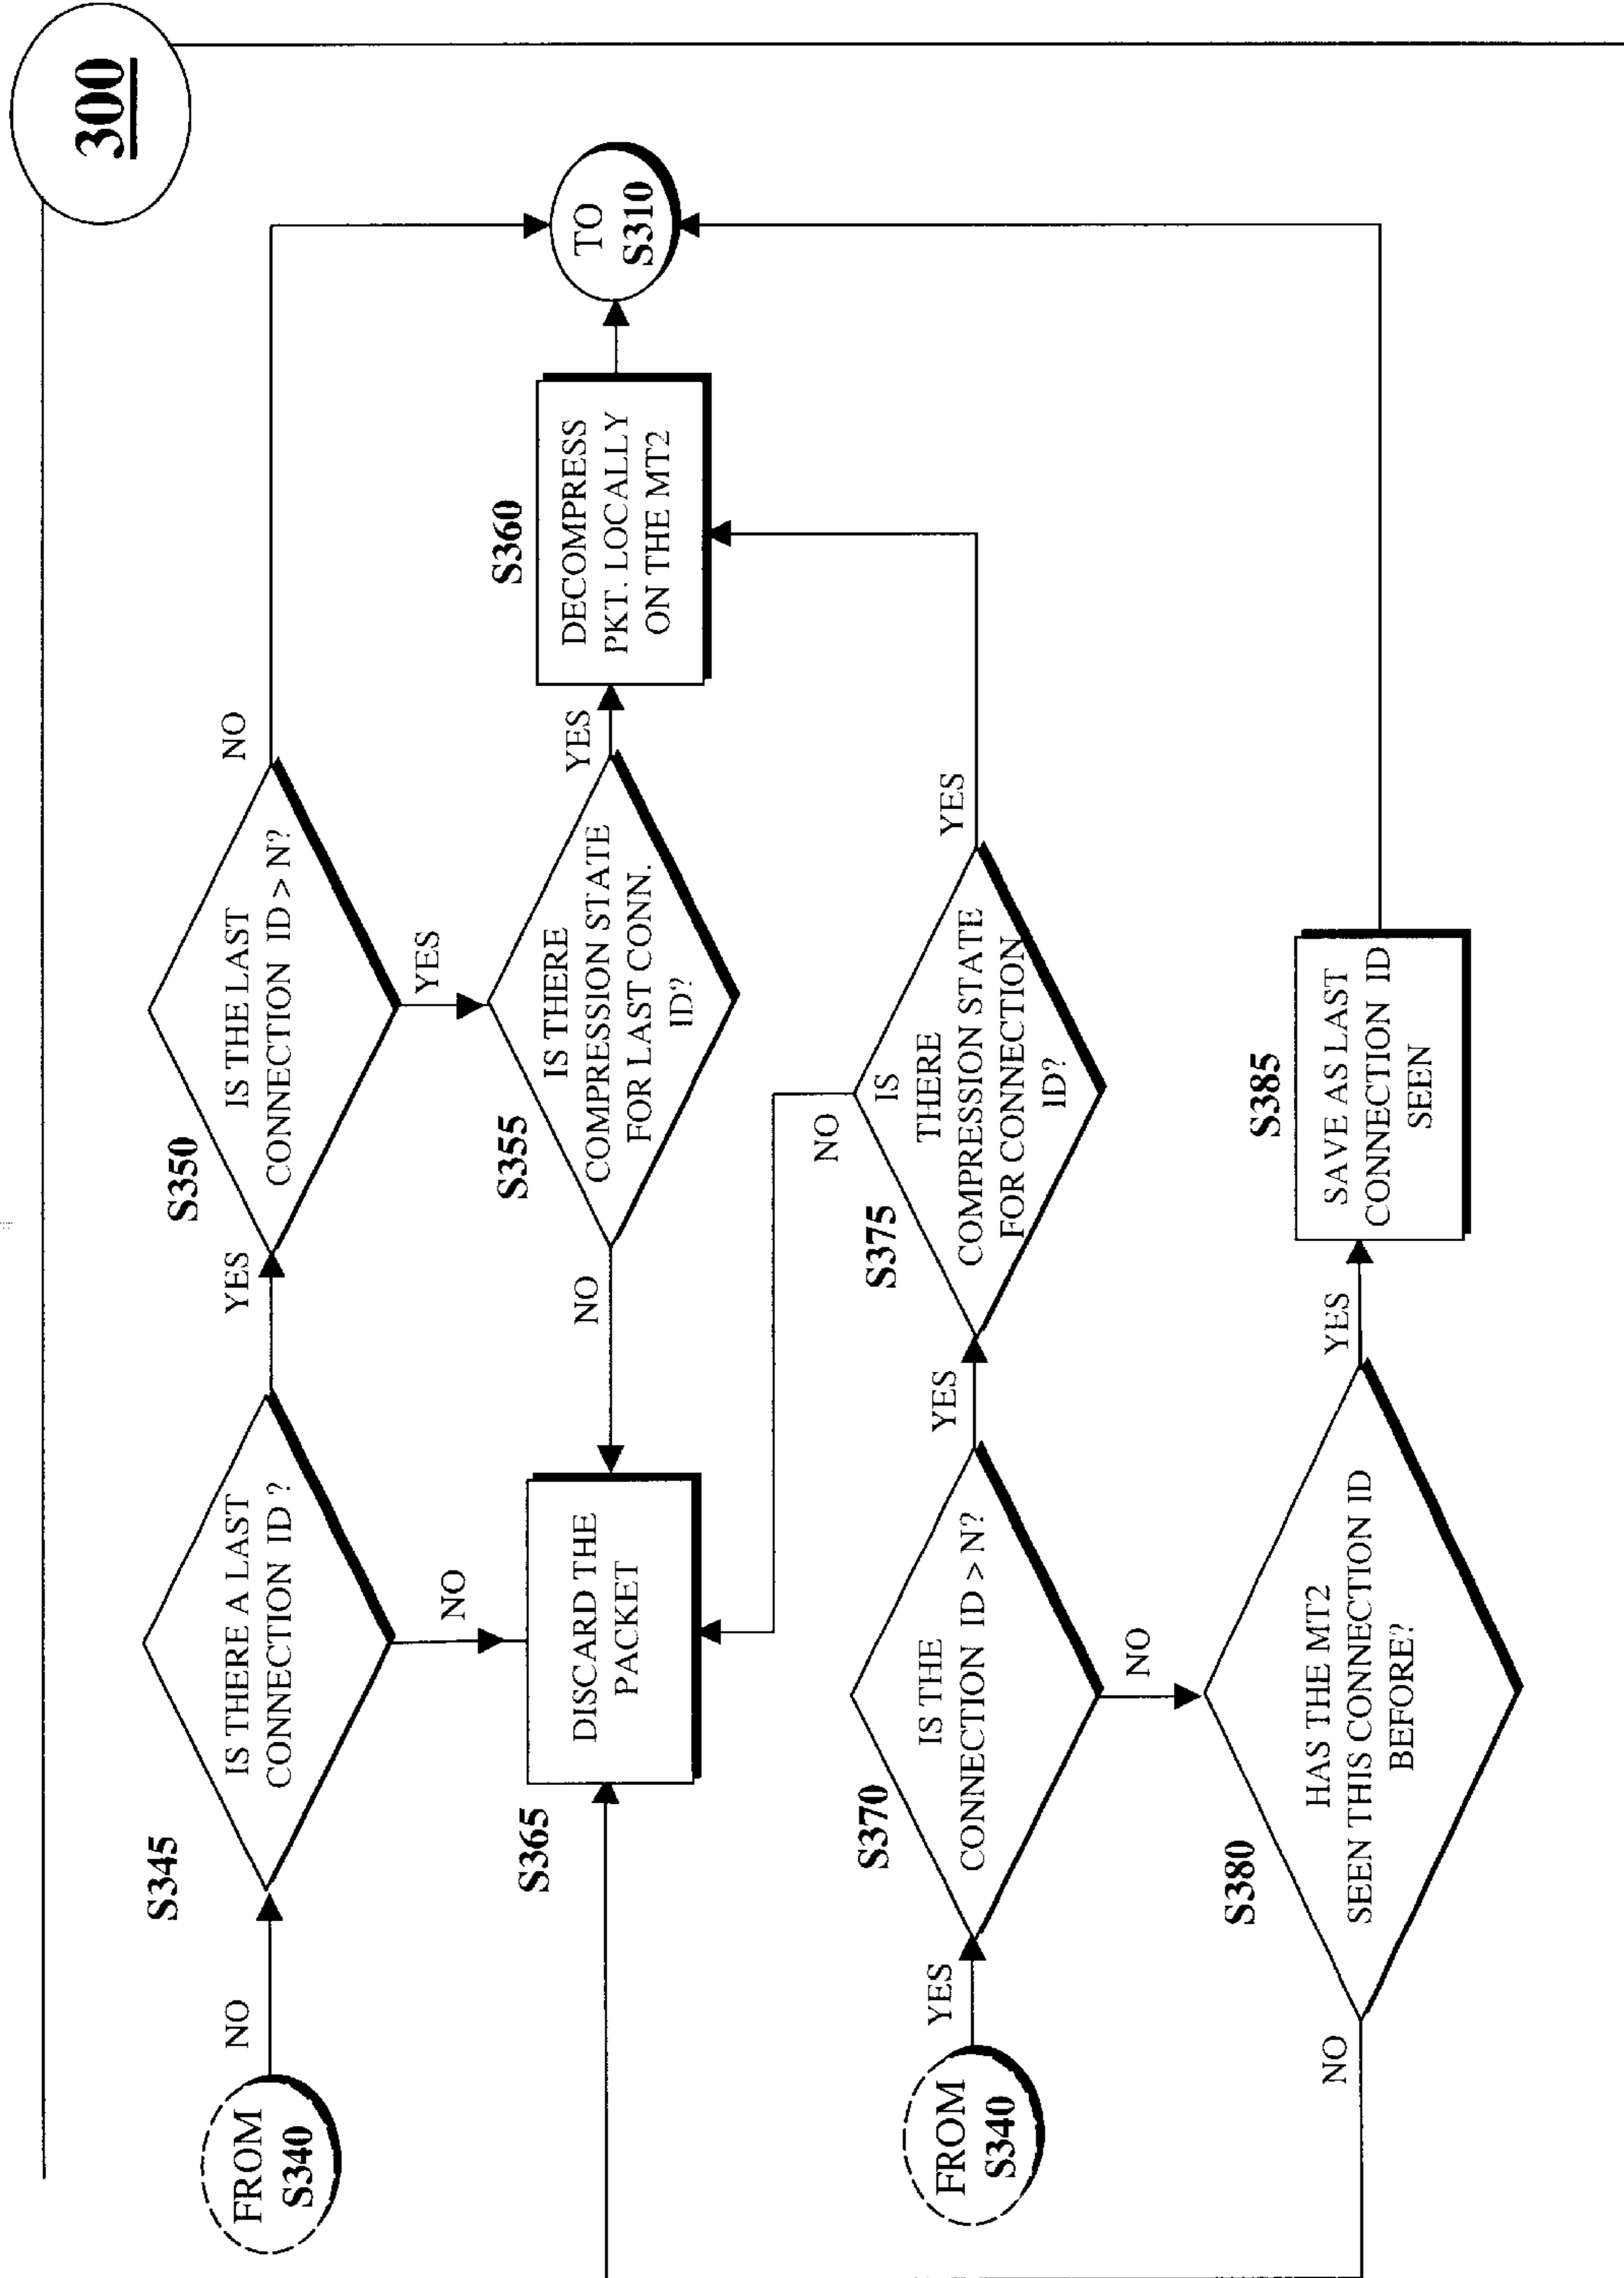 300
FROM
S340
NO
S345
IS THERE A LAST
CONNECTION ID ?
YES
NO
S350
IS THE LAST
CONNECTION ID > N?
NO
YES
S355
IS THERE
COMPRESSION STATE
FOR LAST CONN.
ID?
NO
YES
S360
DECOMPRESS
PKT. LOCALLY
ON THE MT2
TO
S310
S365
DISCARD THE
PACKET
FROM
S340
YES
S370
IS THE
CONNECTION ID > N?
YES
NO
S375
IS
THERE
COMPRESSION STATE
FOR CONNECTION
ID?
NO
YES
S380
HAS THE MT2
SEEN THIS CONNECTION ID
BEFORE?
NO
YES
S385
SAVE AS LAST
CONNECTION ID
SEEN